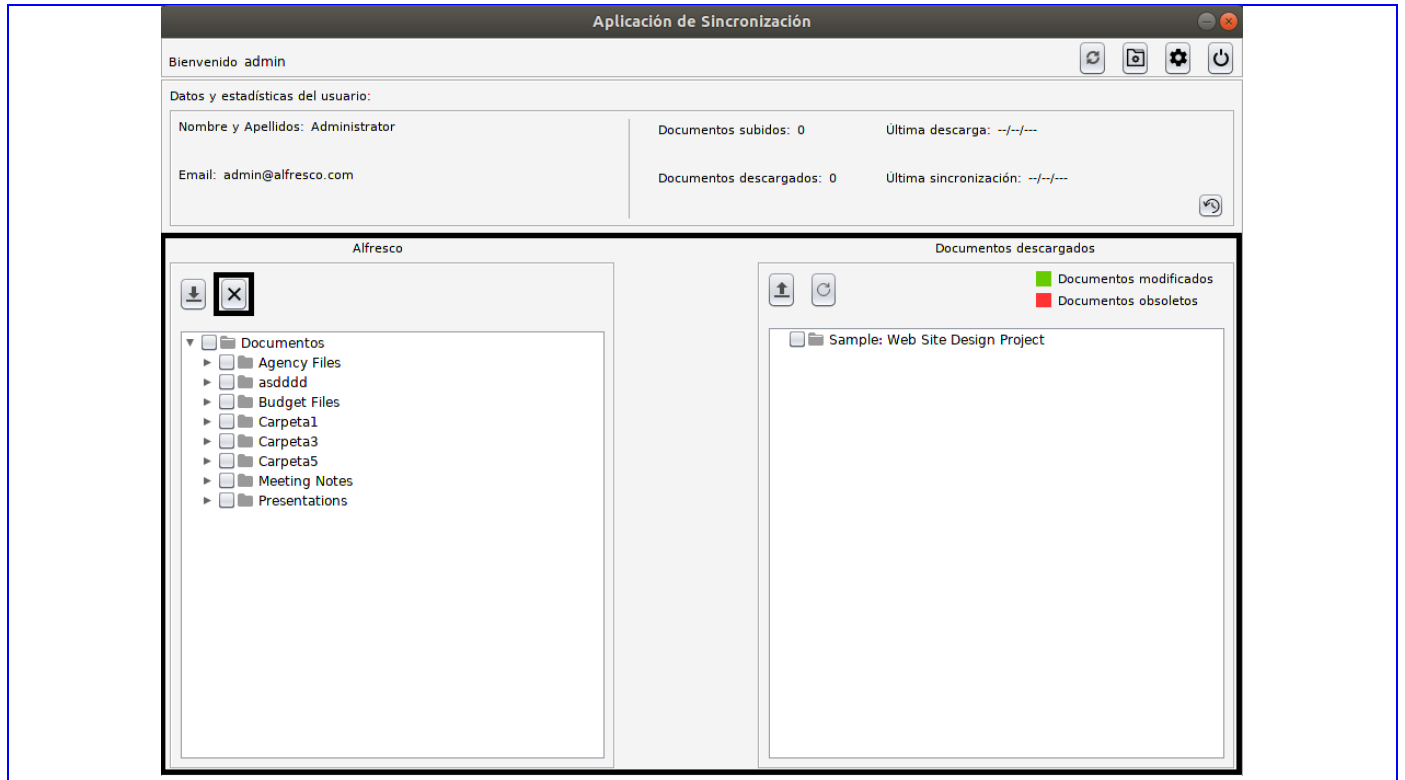 Aplicación de Sincronización
Bienvenido admin
Datos y estadísticas del usuario:
Nombre y Apellidos: Administrator
Documentos subidos: 0
Última descarga: --/--/---
Email: admin@alfresco.com
Documentos descargados: 0
Última sincronización: --/--/---
Alfresco
Documentos
Agency Files
asdddd
Budget Files
Carpeta1
Carpeta3
Carpeta5
Meeting Notes
Presentations
Documentos descargados
Documentos modificados
Documentos obsoletos
Sample: Web Site Design Project